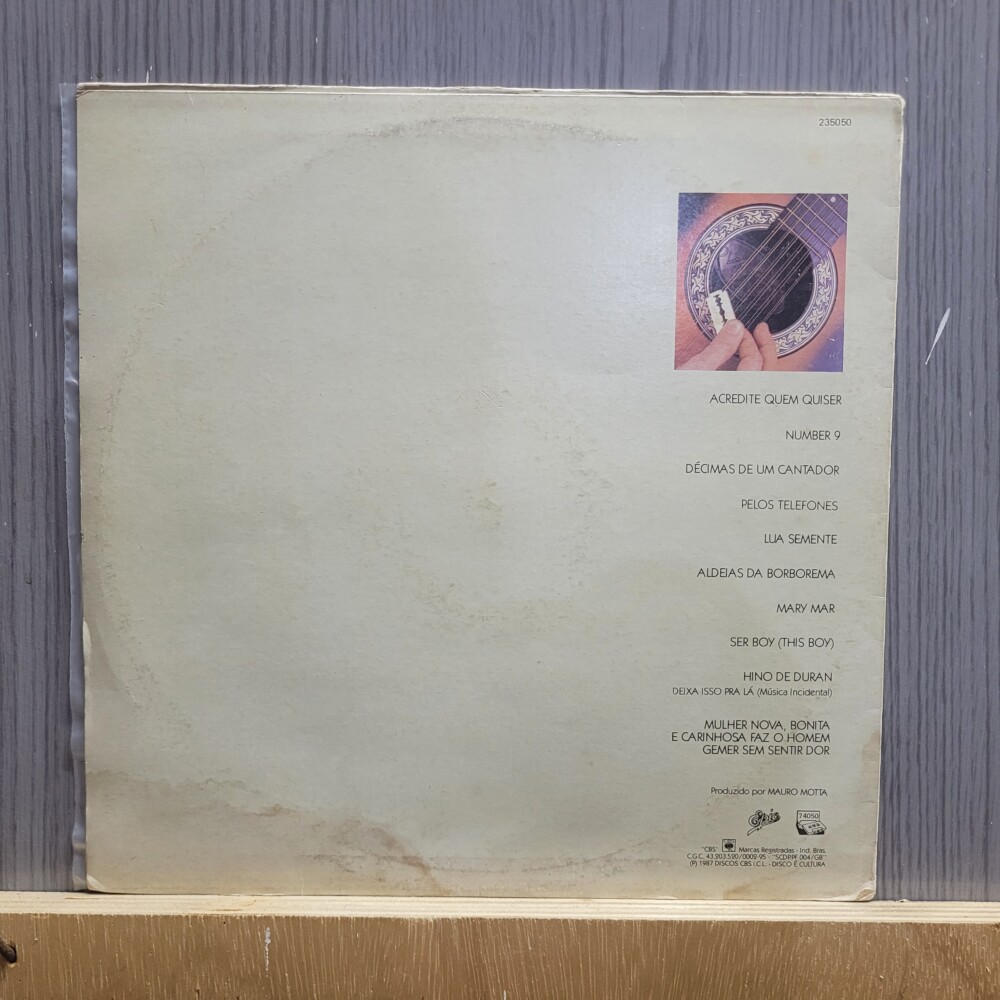 235050
ACREDITE QUEM QUISER
NUMBER 9
DÉCIMAS DE UM CANTADOR
PELOS TELEFONES
LUA SEMENTE
ALDEIAS DA BORBOREMA
MARY MAR
SER BOY (THIS BOY)
HINO DE DURAN
DEIXA ISSO PRA LÁ (Música Incidental)
MULHER NOVA, BONITA
E CARINHOSA FAZ O HOMEM
GEMER SEM SENTIR DOR
Produzido por MAURO MOTTA
Epic 74050
"CBS" Marcas Registradas - Ind. Bras.
C.G.C. 43.203.520/0002-95 - "SCDP.PF 004/GB"
(P) 1987 DISCOS CBS I.C.L. - DISCO É CULTURA